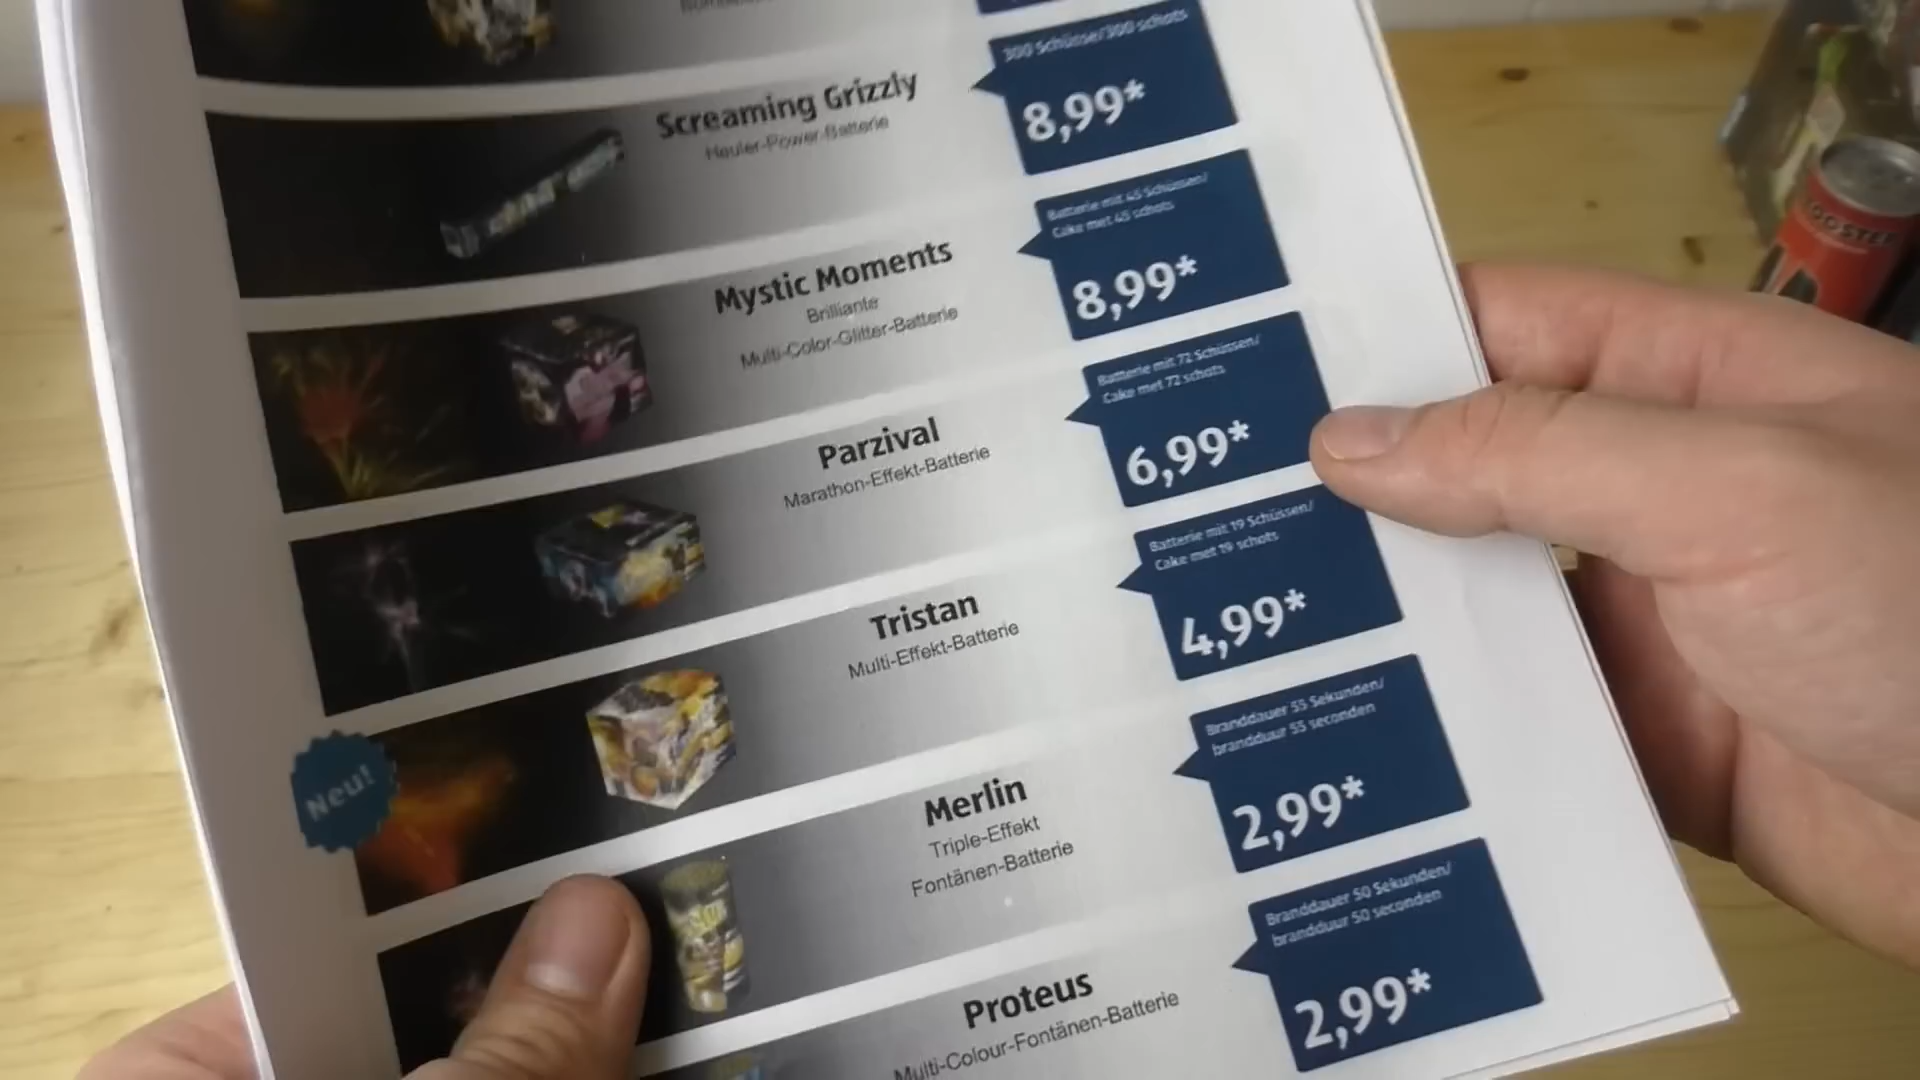 300 Schüsse/300 schots
Screaming Grizzly
8,99*
Heuler-Power-Batterie
Batterie mit 45 Schüssen/
Cake met 45 schots
Mystic Moments
8,99*
Brilliante
Multi-Color-Glitter-Batterie
Batterie mit 72 Schüssen/
Cake met 72 schots
Parzival
6,99*
Marathon-Effekt-Batterie
Batterie mit 19 Schüssen/
Cake met 19 schots
Tristan
4,99*
Multi-Effekt-Batterie
Neu!
Branddauer 55 Sekunden/
brandduur 55 seconden
Merlin
2,99*
Triple-Effekt
Fontänen-Batterie
Branddauer 50 Sekunden/
brandduur 50 seconden
Proteus
2,99*
Multi-Colour-Fontänen-Batterie